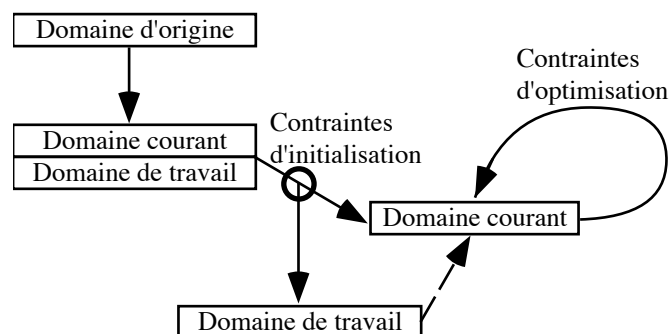 Domaine d'origine
Contraintes
d'optimisation
Domaine courant
Domaine de travail
Contraintes
d'initialisation
Domaine courant
Domaine de travail